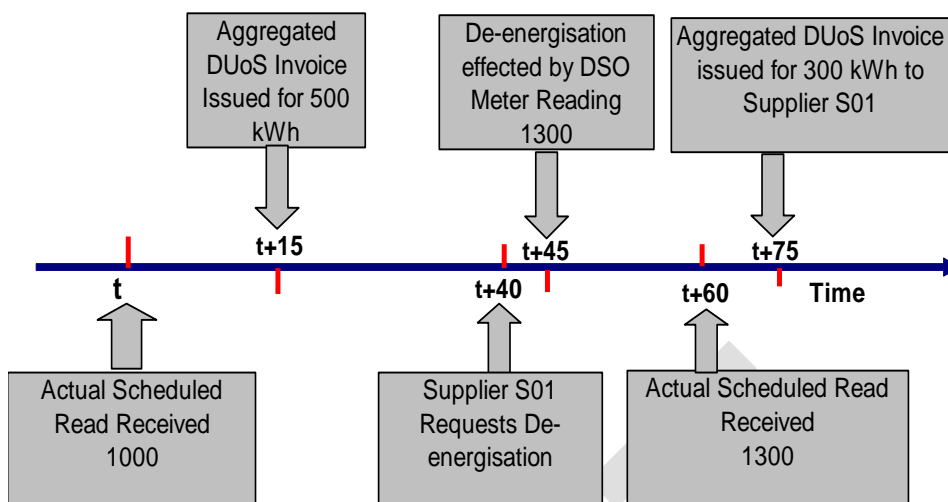 Aggregated
DUoS Invoice
Issued for 500
kWh
De-energisation
effected by DSO
Meter Reading
1300
Aggregated DUoS Invoice
issued for 300 kWh to
Supplier S01
t+15
t+45
t+75
t
t+40
t+60
Time
Actual Scheduled
Read Received
1000
Supplier S01
Requests De-
energisation
Actual Scheduled Read
Received
1300